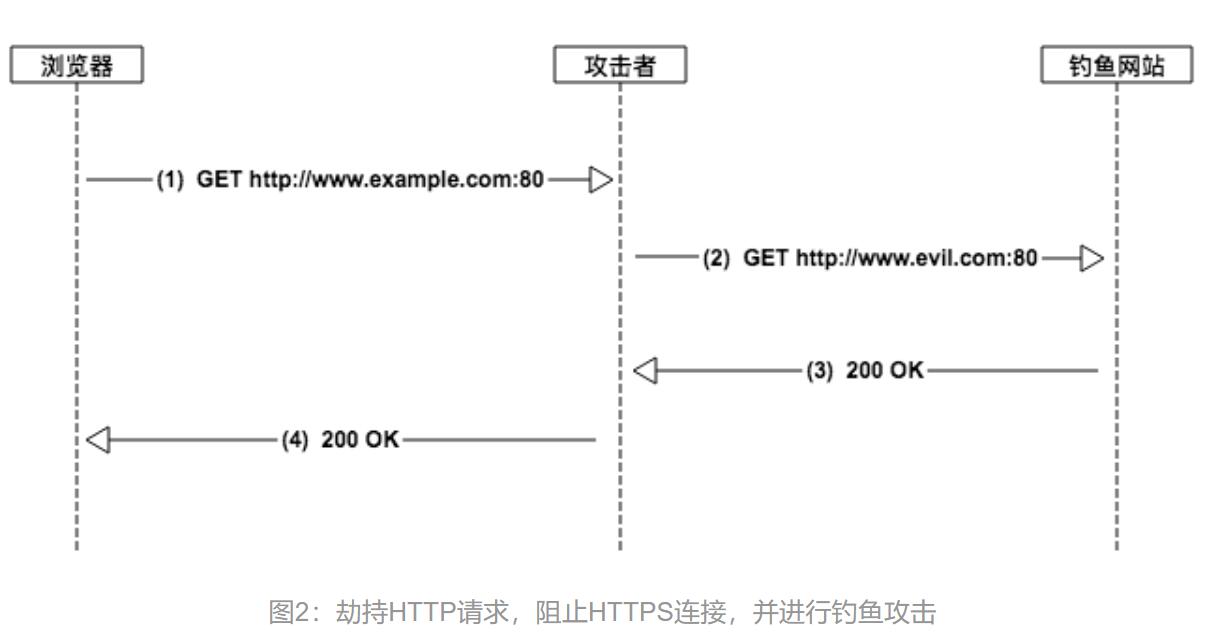 浏览器 攻击者 钓鱼网站
(1) GET http://www.example.com:80
(2) GET http://www.evil.com:80
(3) 200 OK
(4) 200 OK
图2：劫持HTTP请求，阻止HTTPS连接，并进行钓鱼攻击